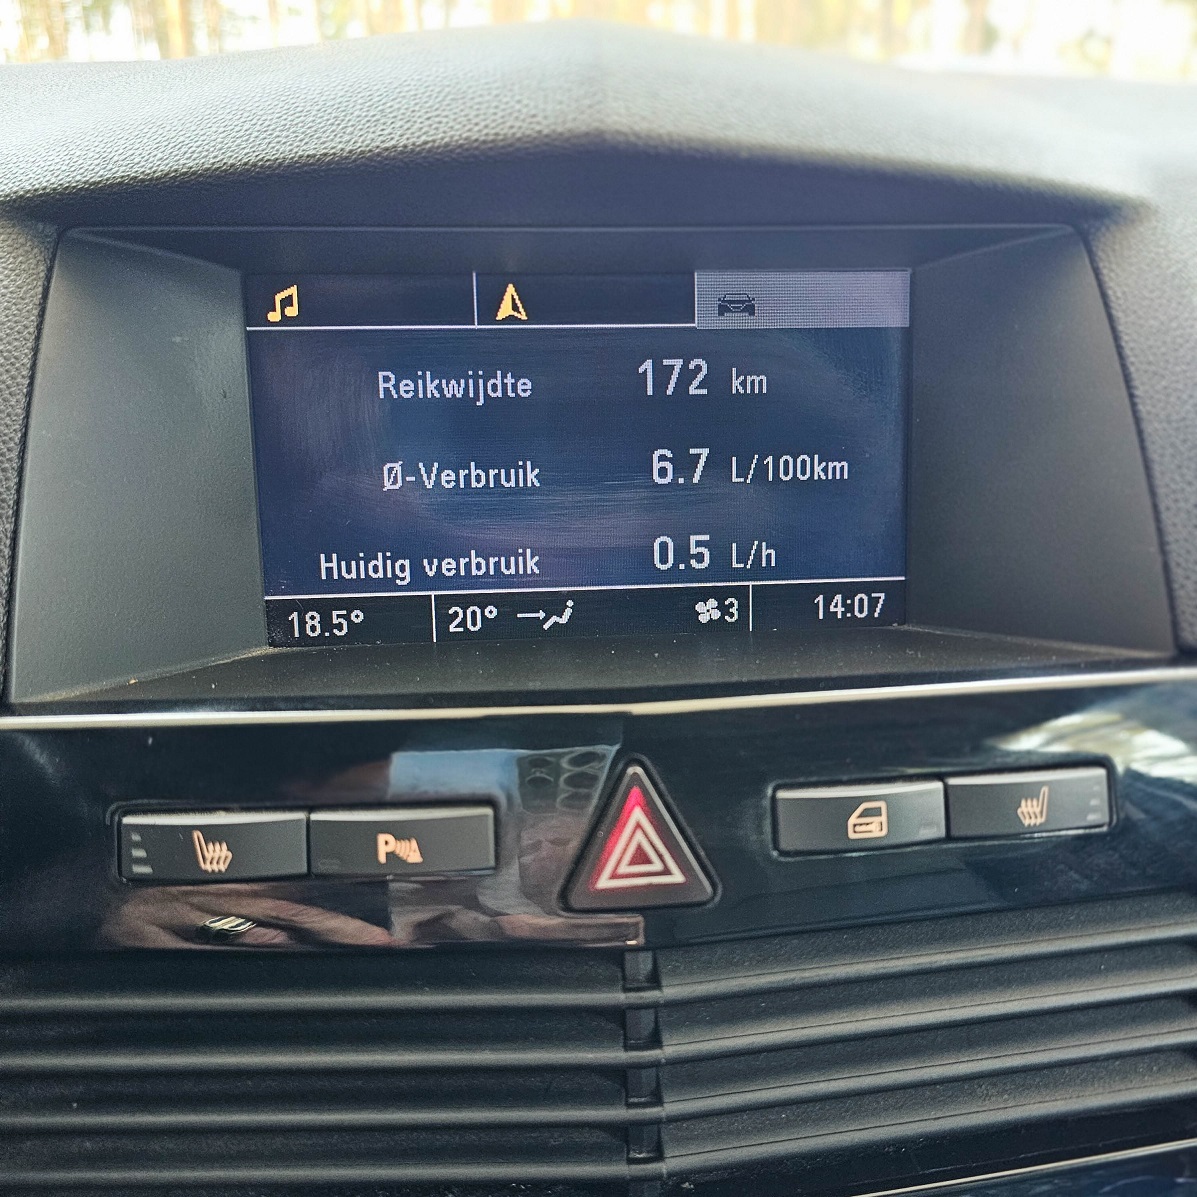 Reikwijdte 172 km
Ø-Verbruik 6.7 L/100km
Huidig verbruik 0.5 L/h
18.5° 20° 3 14:07
P